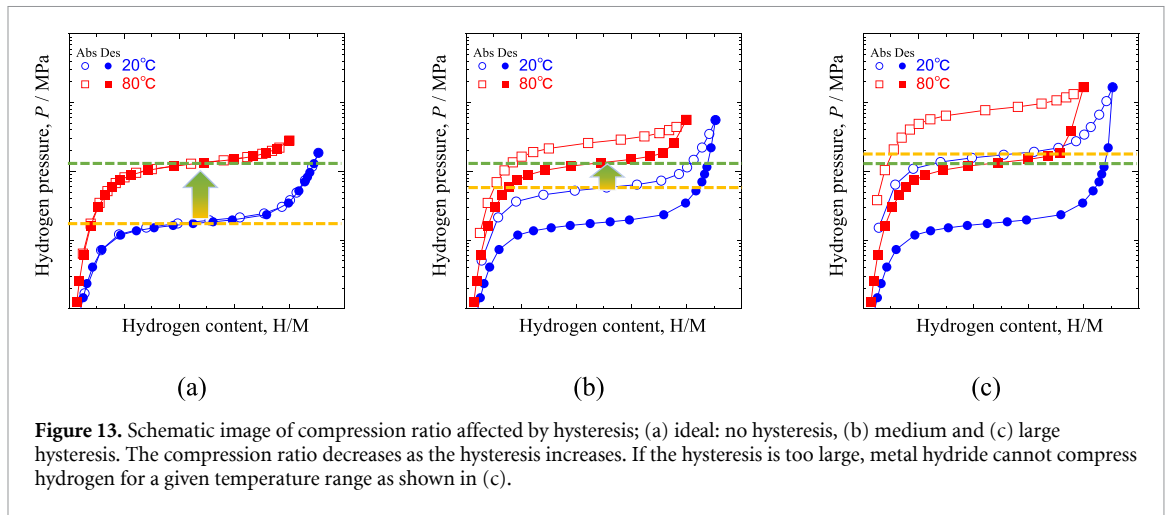 Hydrogen pressure, P / MPa
Abs Des
20°C
80°C
Hydrogen content, H/M
(a)
Hydrogen pressure, P / MPa
Abs Des
20°C
80°C
Hydrogen content, H/M
(b)
Hydrogen pressure, P / MPa
Abs Des
20°C
80°C
Hydrogen content, H/M
(c)
Figure 13. Schematic image of compression ratio affected by hysteresis; (a) ideal: no hysteresis, (b) medium and (c) large
hysteresis. The compression ratio decreases as the hysteresis increases. If the hysteresis is too large, metal hydride cannot compress
hydrogen for a given temperature range as shown in (c).